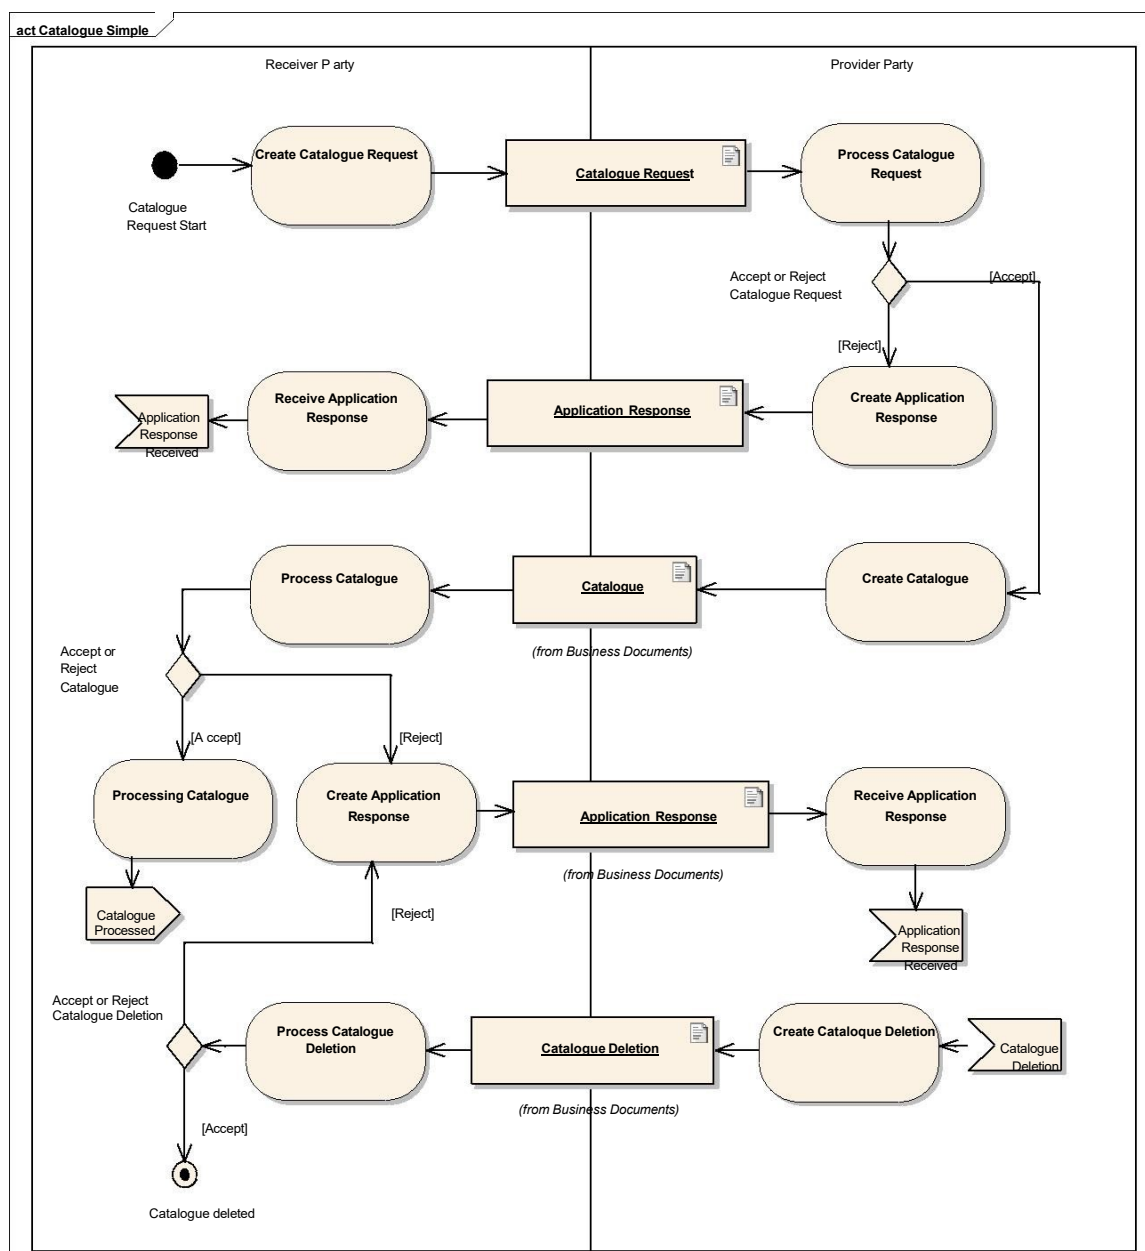 act Catalogue Simple
Receiver P arty
Provider Party
Create Catalogue Request
Catalogue Request
Process Catalogue
Request
Catalogue
Request Start
Accept or Reject
Catalogue Request
[Accept]
[Reject]
Receive Application
Response
Application Response
Create Application
Response
Application
Response
Received
Process Catalogue
Catalogue
Create Catalogue
(from Business Documents)
Accept or
Reject
Catalogue
[A ccept]
[Reject]
Processing Catalogue
Create Application
Response
Application Response
Receive Application
Response
(from Business Documents)
Catalogue
Processed
[Reject]
Application
Response
Received
Accept or Reject
Catalogue Deletion
Process Catalogue
Deletion
Catalogue Deletion
Create Cataloque Deletion
Catalogue
Deletion
(from Business Documents)
[Accept]
Catalogue deleted